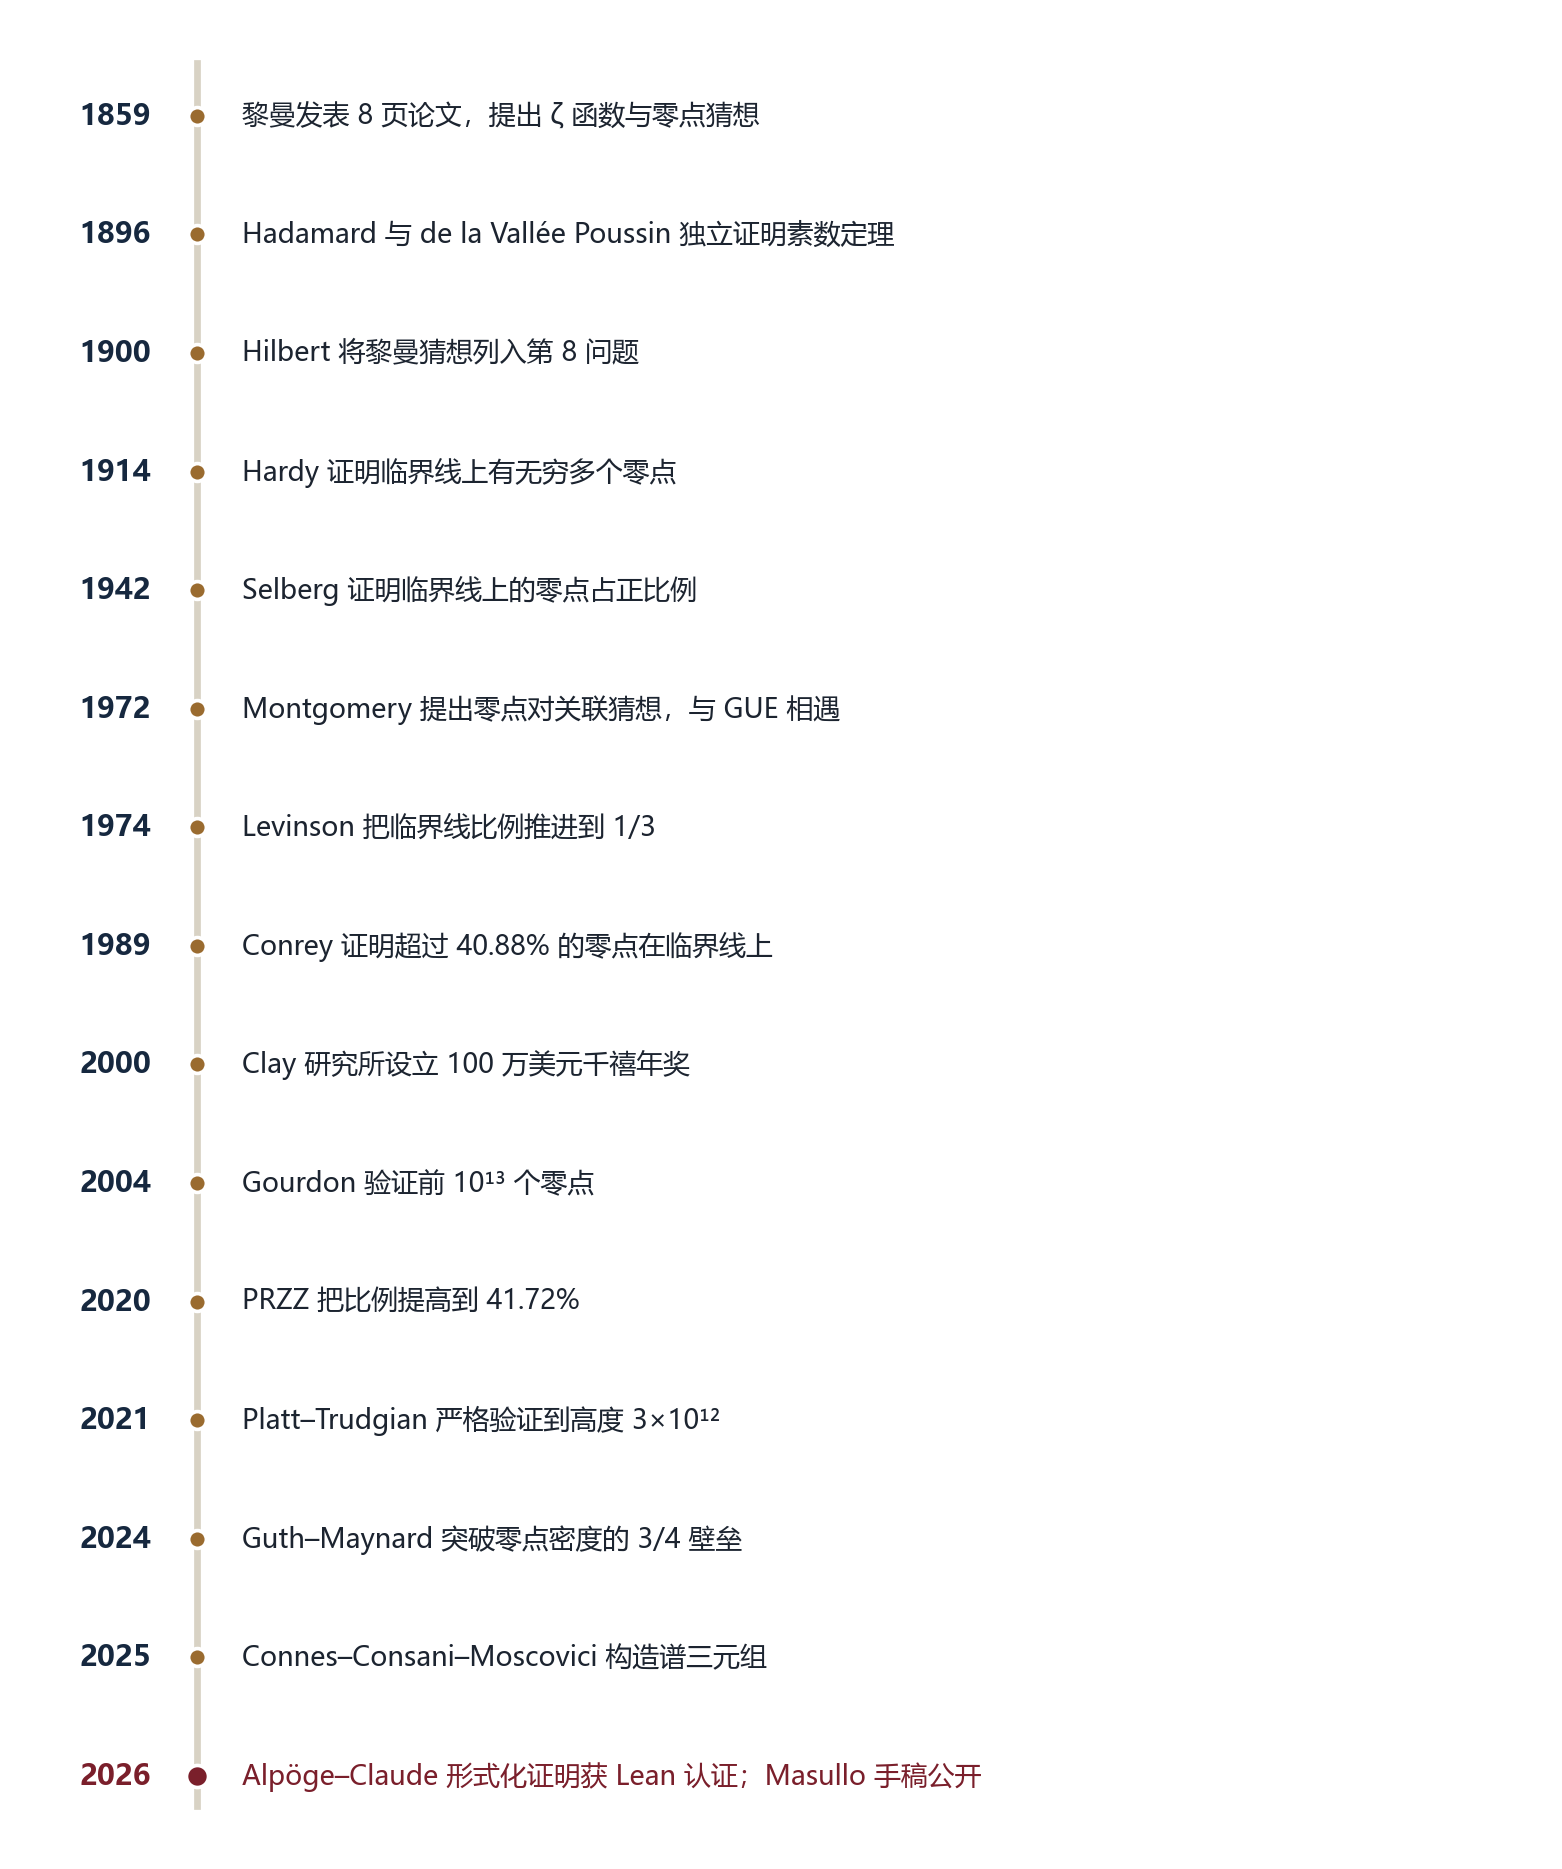 1859 黎曼发表 8 页论文，提出 ζ 函数与零点猜想
1896 Hadamard 与 de la Vallée Poussin 独立证明素数定理
1900 Hilbert 将黎曼猜想列入第 8 问题
1914 Hardy 证明临界线上有无穷多个零点
1942 Selberg 证明临界线上的零点占正比例
1972 Montgomery 提出零点对关联猜想，与 GUE 相遇
1974 Levinson 把临界线比例推进到 1/3
1989 Conrey 证明超过 40.88% 的零点在临界线上
2000 Clay 研究所设立 100 万美元千禧年奖
2004 Gourdon 验证前 10¹³ 个零点
2020 PRZZ 把比例提高到 41.72%
2021 Platt–Trudgian 严格验证到高度 3×10¹²
2024 Guth–Maynard 突破零点密度的 3/4 壁垒
2025 Connes–Consani–Moscovici 构造谱三元组
2026 Alpöge–Claude 形式化证明获 Lean 认证；Masullo 手稿公开